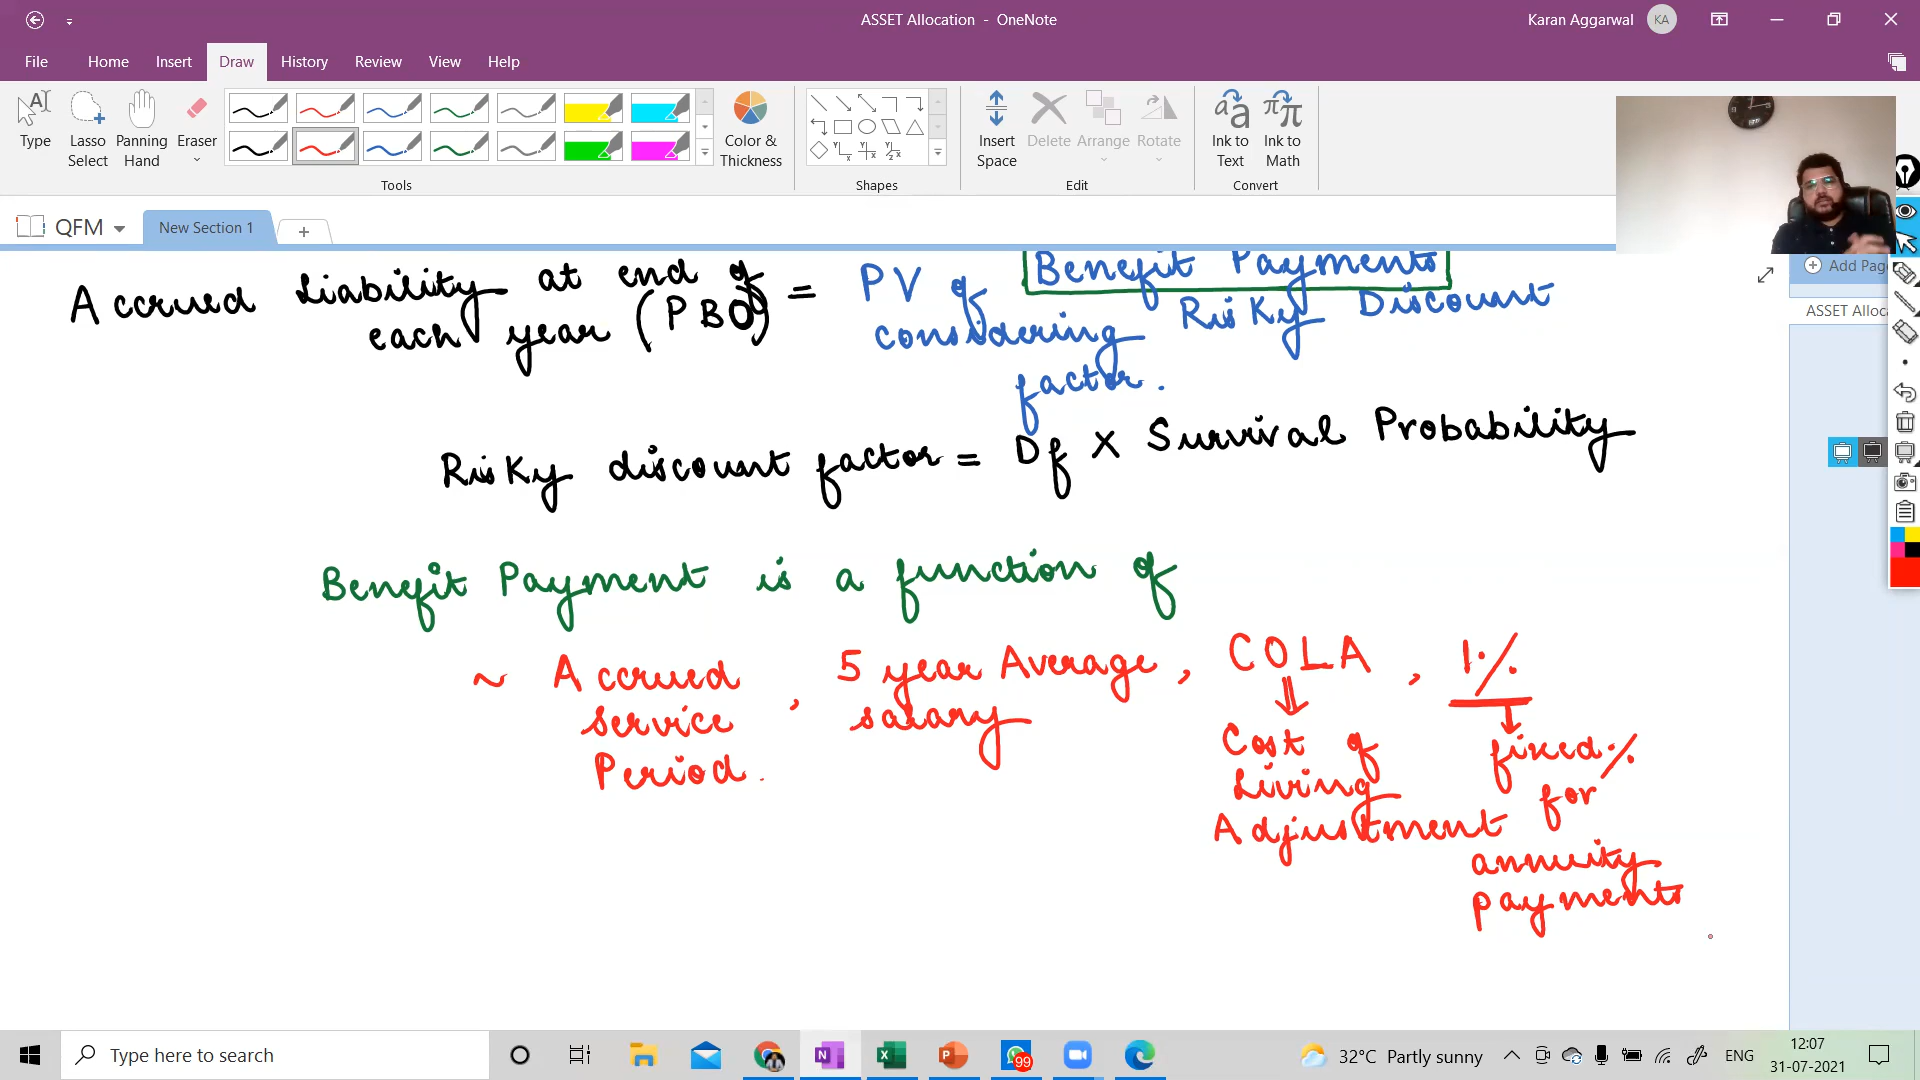 ASSET Allocation - OneNote
Karan Aggarwal KA
File Home Insert Draw History Review View Help
Type
Lasso Select
Panning Hand
Eraser
Color & Thickness
Insert Space
Delete
Arrange
Rotate
Ink to Text
Ink to Math
Tools
Shapes
Edit
Convert
QFM
New Section 1
+
Add Page
ASSET Alloca
Accrued Liability at end of each year (PBO) = PV of Benefit Payments considering Risky Discount factor.
Risky discount factor = Df X Survival Probability
Benefit Payment is a function of
~ Accrued service Period. , 5 year Average salary , COLA , 1%
Cost of Living Adjustment
fixed % for annuity payments
Type here to search
99
32°C Partly sunny
ENG
12:07
31-07-2021